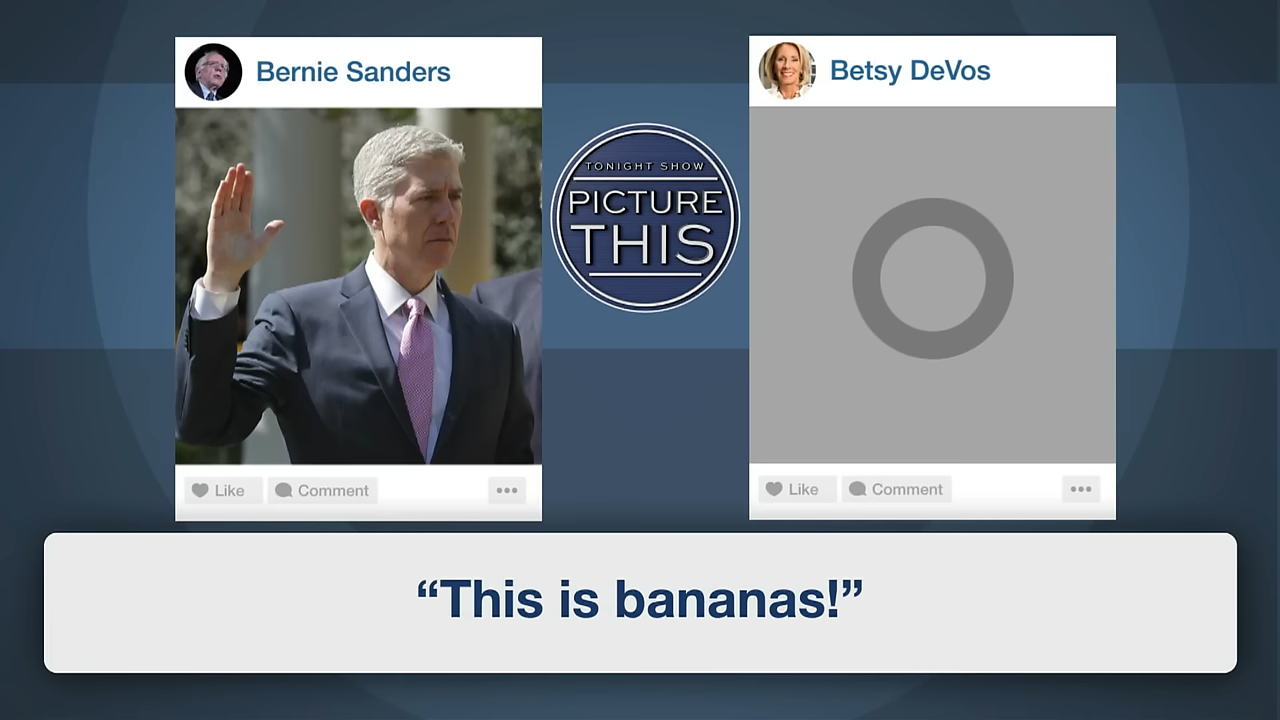 Bernie Sanders
Betsy DeVos
TONIGHT SHOW
PICTURE
THIS
Like
Comment
Like
Comment
“This is bananas!”